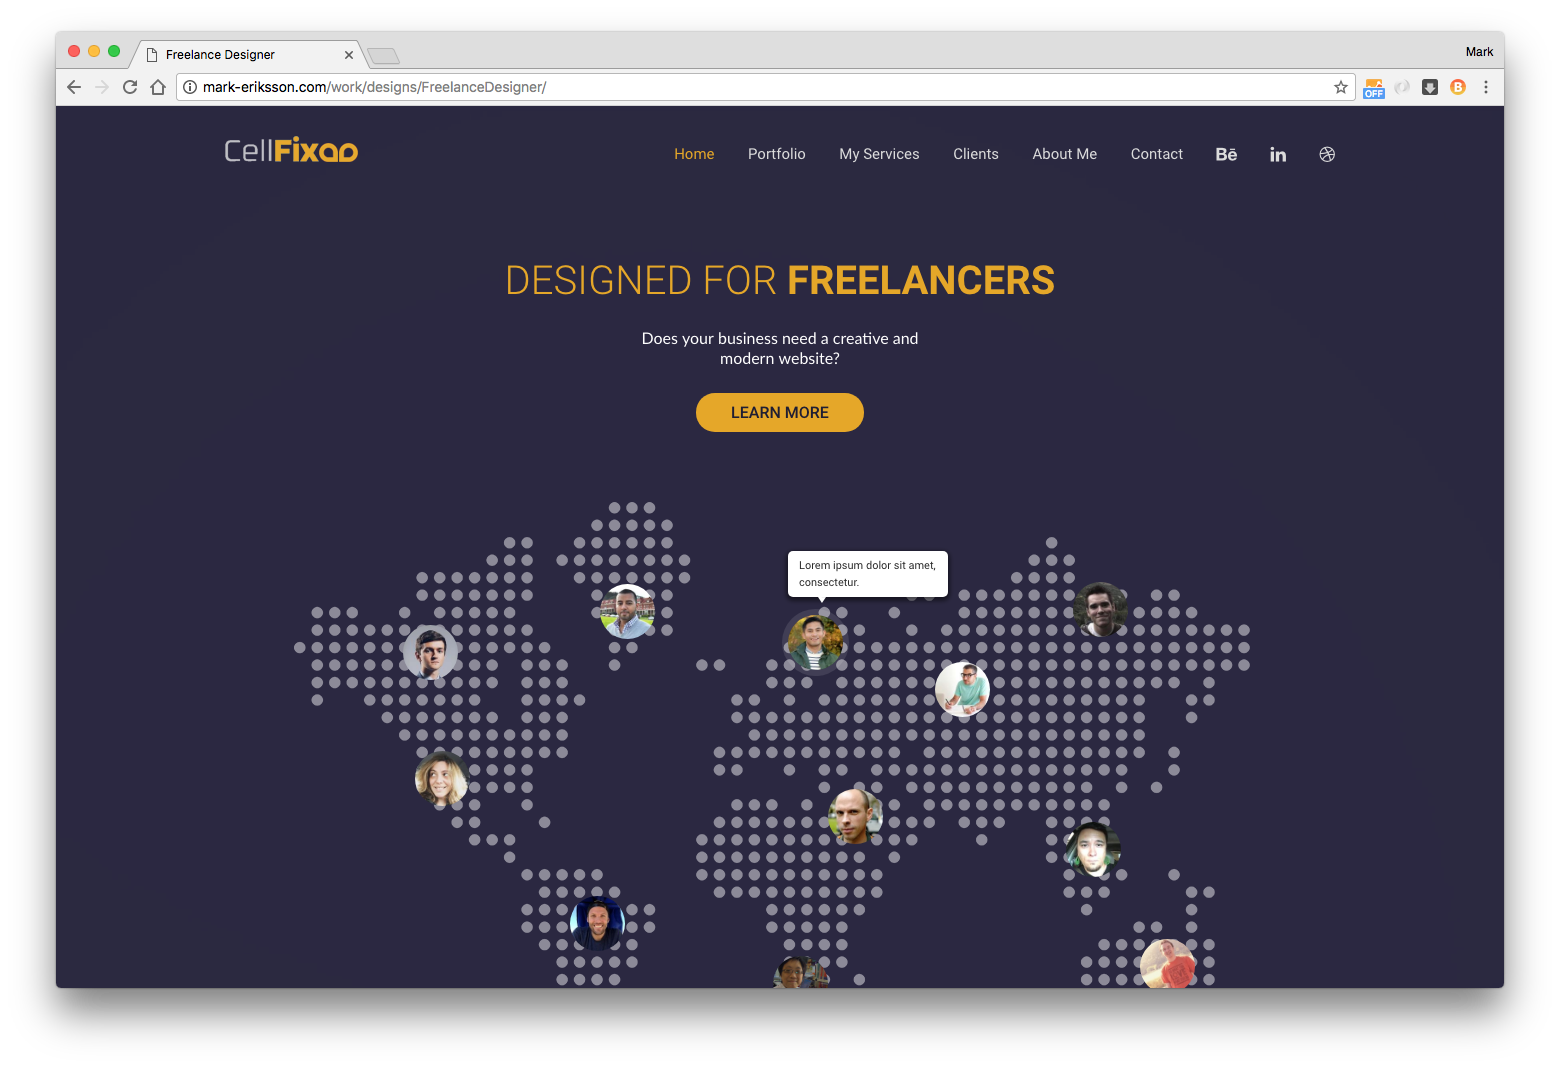 Freelance Designer
Mark
mark-eriksson.com/work/designs/FreelanceDesigner/
OFF
B
CellFixao
Home Portfolio My Services Clients About Me Contact Bē in
DESIGNED FOR FREELANCERS
Does your business need a creative and
modern website?
LEARN MORE
Lorem ipsum dolor sit amet,
consectetur.